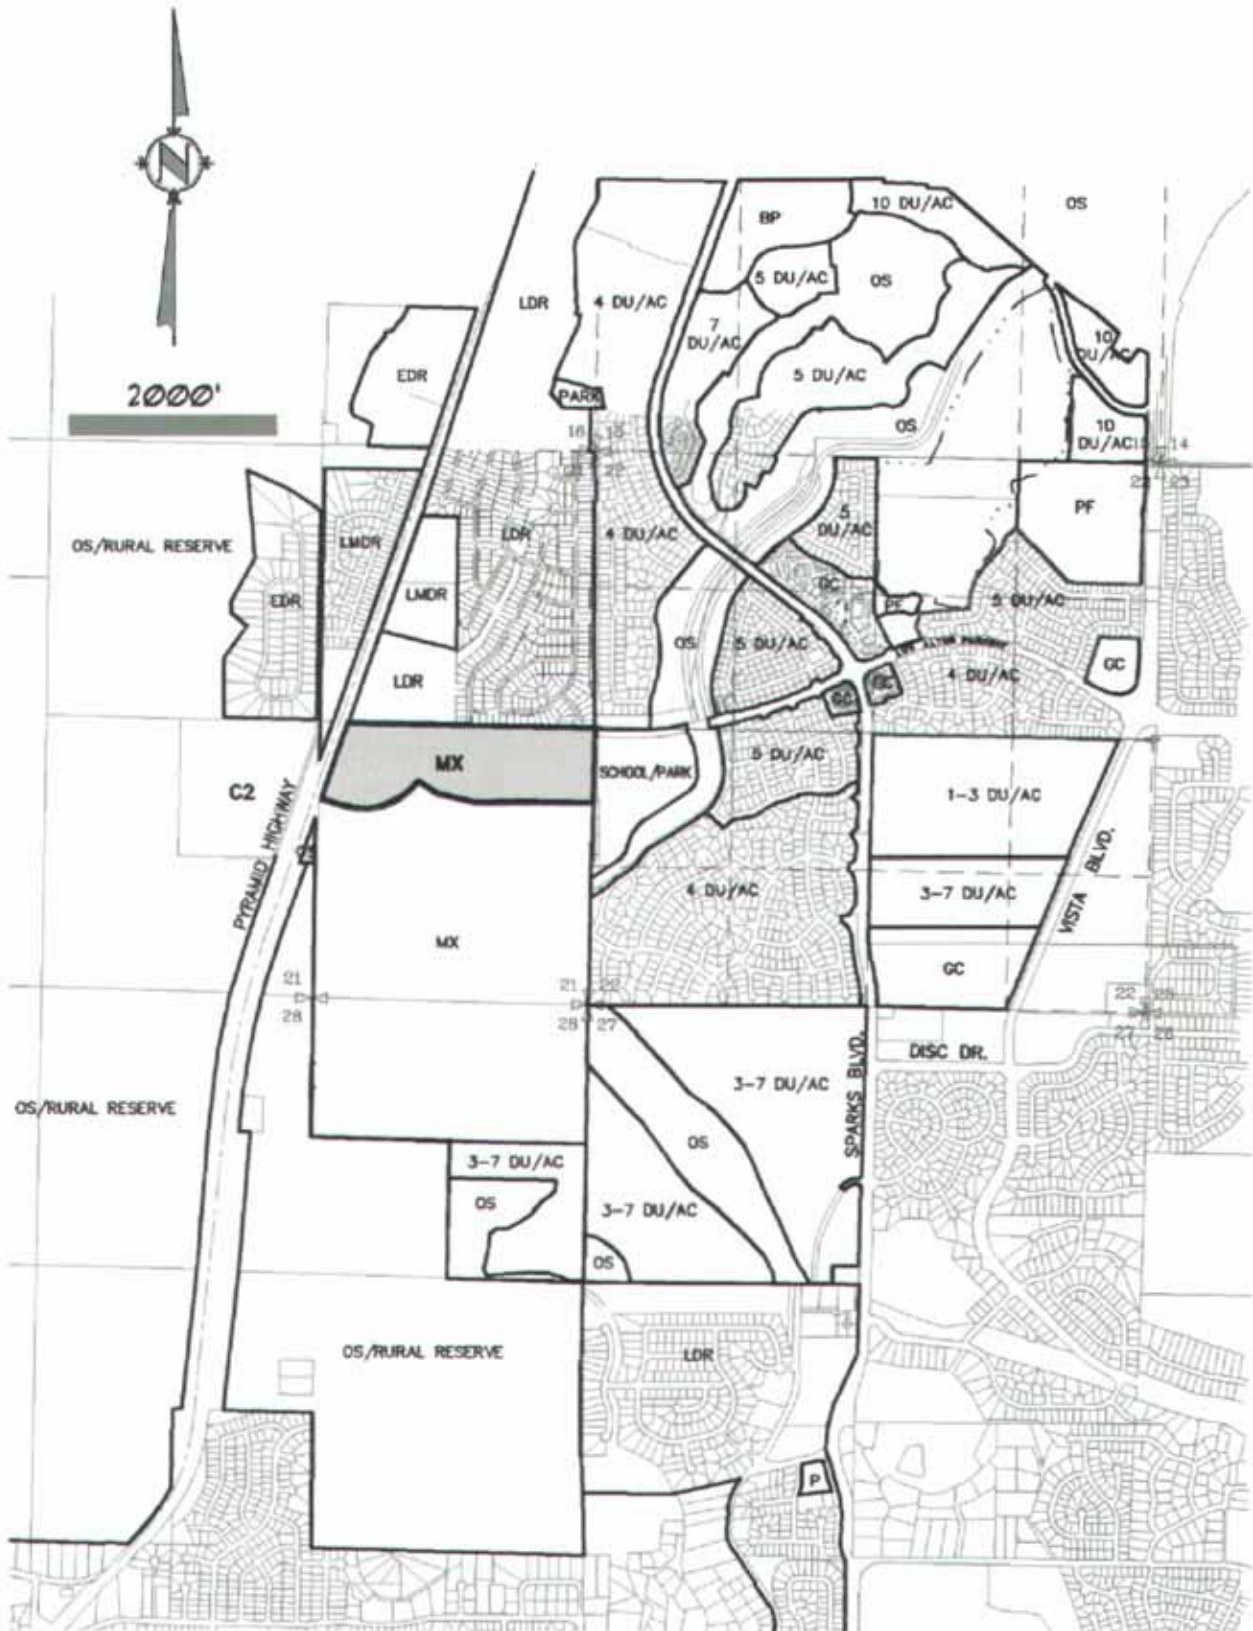 N
2000'
BP
10 DU/AC
OS
5 DU/AC
OS
LDR
4 DU/AC
7
DU/AC
10
DU/AC
EDR
5 DU/AC
PARK
OS
10
DU/AC
16
15
14
22
23
PF
OS/RURAL RESERVE
LMDR
LDR
4 DU/AC
5
DU/AC
GC
EDR
LMDR
PF
5 DU/AC
OS
5 DU/AC
GC
LDR
4 DU/AC
GC
GC
MX
SCHOOL/PARK
5 DU/AC
C2
1-3 DU/AC
PYRAMID HIGHWAY
VISTA BLVD.
4 DU/AC
3-7 DU/AC
MX
GC
21
21
22
22
28
28
27
27
26
DISC DR.
SPARKS BLVD.
3-7 DU/AC
OS/RURAL RESERVE
OS
3-7 DU/AC
OS
3-7 DU/AC
OS
OS/RURAL RESERVE
LDR
P